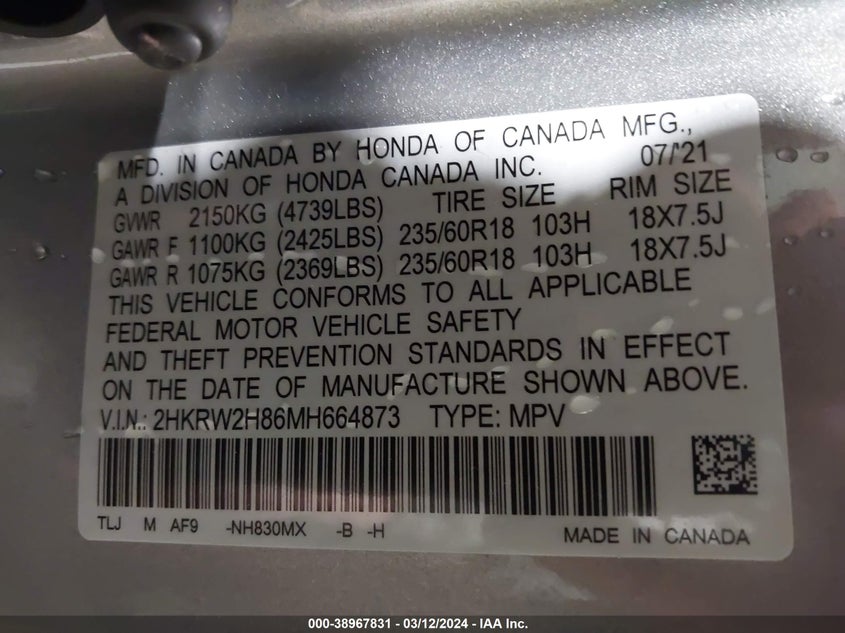 MFD. IN CANADA BY HONDA OF CANADA MFG.,
A DIVISION OF HONDA CANADA INC. 07/'21
GVWR 2150KG (4739LBS) TIRE SIZE RIM SIZE
GAWR F 1100KG (2425LBS) 235/60R18 103H 18X7.5J
GAWR R 1075KG (2369LBS) 235/60R18 103H 18X7.5J
THIS VEHICLE CONFORMS TO ALL APPLICABLE
FEDERAL MOTOR VEHICLE SAFETY
AND THEFT PREVENTION STANDARDS IN EFFECT
ON THE DATE OF MANUFACTURE SHOWN ABOVE.
V.I.N.: 2HKRW2H86MH664873 TYPE: MPV
TLJ M AF9 -NH830MX -B -H MADE IN CANADA
000-38967831 - 03/12/2024 - IAA Inc.